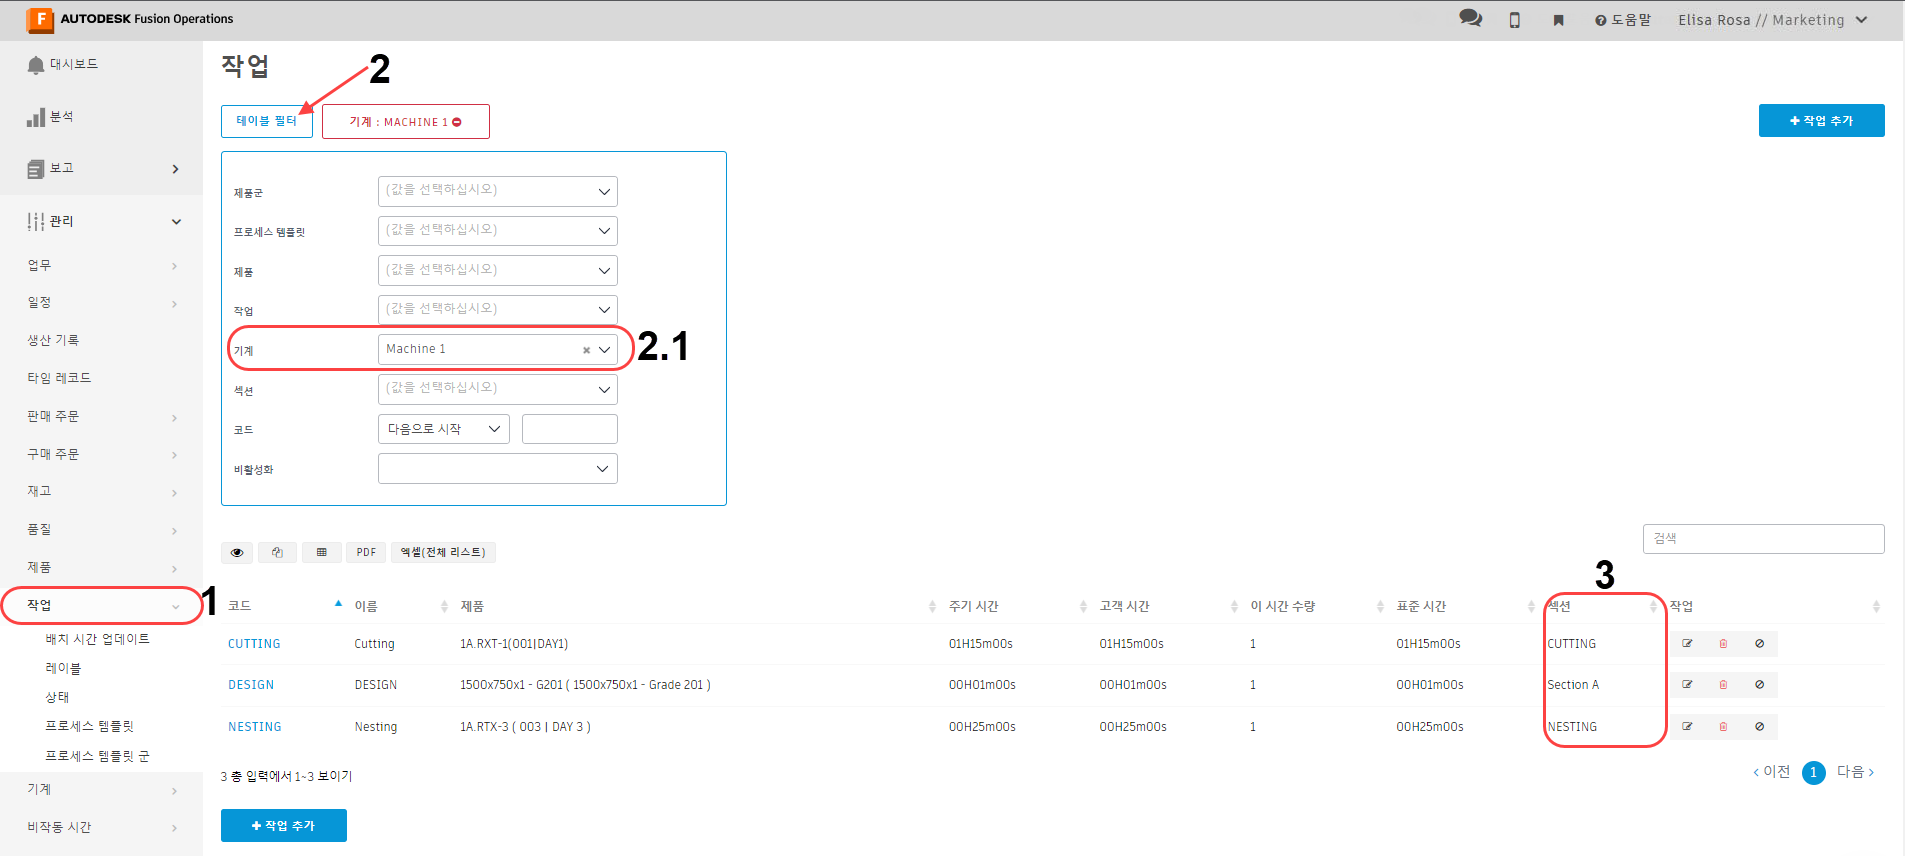 F AUTODESK Fusion Operations
도움말
Elisa Rosa // Marketing
대시보드
분석
보고
관리
업무
일정
생산 기록
타임 레코드
판매 주문
구매 주문
재고
품질
제품
작업
1
배치 시간 업데이트
레이블
상태
프로세스 템플릿
프로세스 템플릿 군
기계
비작동 시간
작업
2
테이블 필터
기계 : MACHINE 1
+ 작업 추가
제품군 (값을 선택하십시오)
프로세스 템플릿 (값을 선택하십시오)
제품 (값을 선택하십시오)
작업 (값을 선택하십시오)
기계 Machine 1 ×
2.1
섹션 (값을 선택하십시오)
코드 다음으로 시작
비활성화
PDF 엑셀(전체 리스트)
검색
3
코드 이름 제품 주기 시간 고객 시간 이 시간 수량 표준 시간 섹션 작업
CUTTING Cutting 1A.RXT-1(001|DAY1) 01H15m00s 01H15m00s 1 01H15m00s CUTTING
DESIGN DESIGN 1500x750x1 - G201 ( 1500x750x1 - Grade 201 ) 00H01m00s 00H01m00s 1 00H01m00s Section A
NESTING Nesting 1A.RTX-3 ( 003 | DAY 3 ) 00H25m00s 00H25m00s 1 00H25m00s NESTING
3 총 입력에서 1~3 보이기
‹ 이전 1 다음 ›
+ 작업 추가